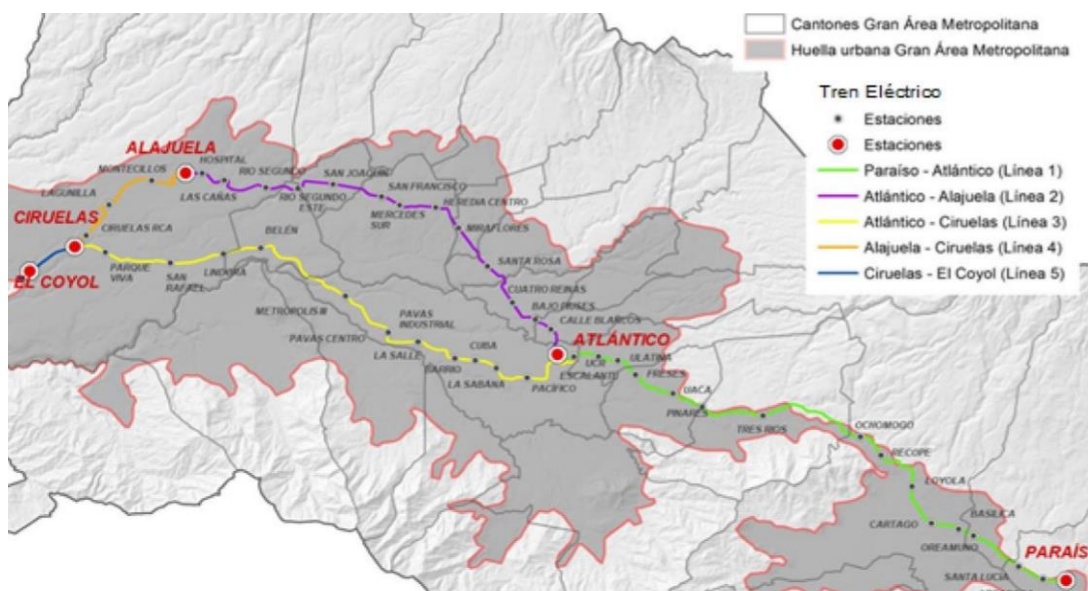 Cantones Gran Área Metropolitana
Huella urbana Gran Área Metropolitana
Tren Eléctrico
Estaciones
Estaciones
Paraíso - Atlántico (Línea 1)
Atlántico - Alajuela (Línea 2)
Atlántico - Ciruelas (Línea 3)
Alajuela - Ciruelas (Línea 4)
Ciruelas - El Coyol (Línea 5)
ALAJUELA
HOSPITAL
MONTECILLOS
RIO SEGUNDO
SAN JOAQUIN
LAGUNILLA
LAS CAÑAS
RIO SEGUNDO
ESTE
SAN FRANCISCO
HEREDIA CENTRO
MERCEDES
SUR
CIRUELAS
CIRUELAS RCA
MIRAFLORES
BELÉN
EL COYOL
PARQUE
VIVA
SAN
RAFAEL
LINDORA
SANTA ROSA
CUATRO REINAS
METROPOLIS III
BAJO PIUSES
CALLE BLANCOS
PAVAS
INDUSTRIAL
PAVAS CENTRO
ATLÁNTICO
CUBA
LA SALLE
BARRIO
LA SABANA
PACIFICO
ESCALANTE
UCR
ULATINA
FRESES
UACA
PINARES
TRES RIOS
OCHOMOGO
RECOPE
LOYOLA
CARTAGO
BASILICA
OREAMUNO
PARAÍS
SANTA LUCIA